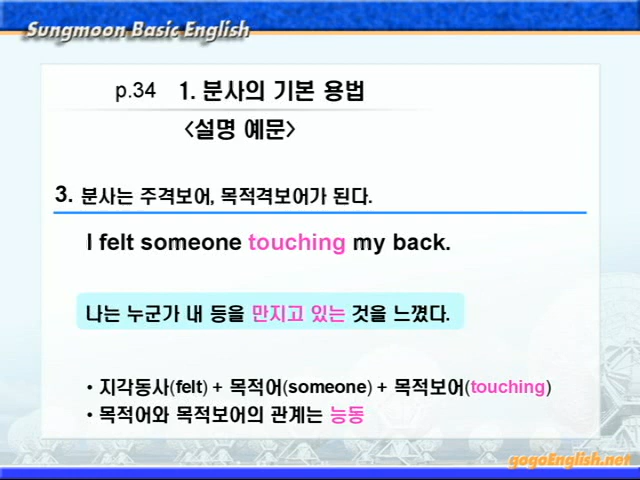 Sungmoon Basic English
p.34 1. 분사의 기본 용법
<설명 예문>
3. 분사는 주격보어, 목적격보어가 된다.
I felt someone touching my back.
나는 누군가 내 등을 만지고 있는 것을 느꼈다.
• 지각동사(felt) + 목적어(someone) + 목적보어(touching)
• 목적어와 목적보어의 관계는 능동
gogoEnglish.net